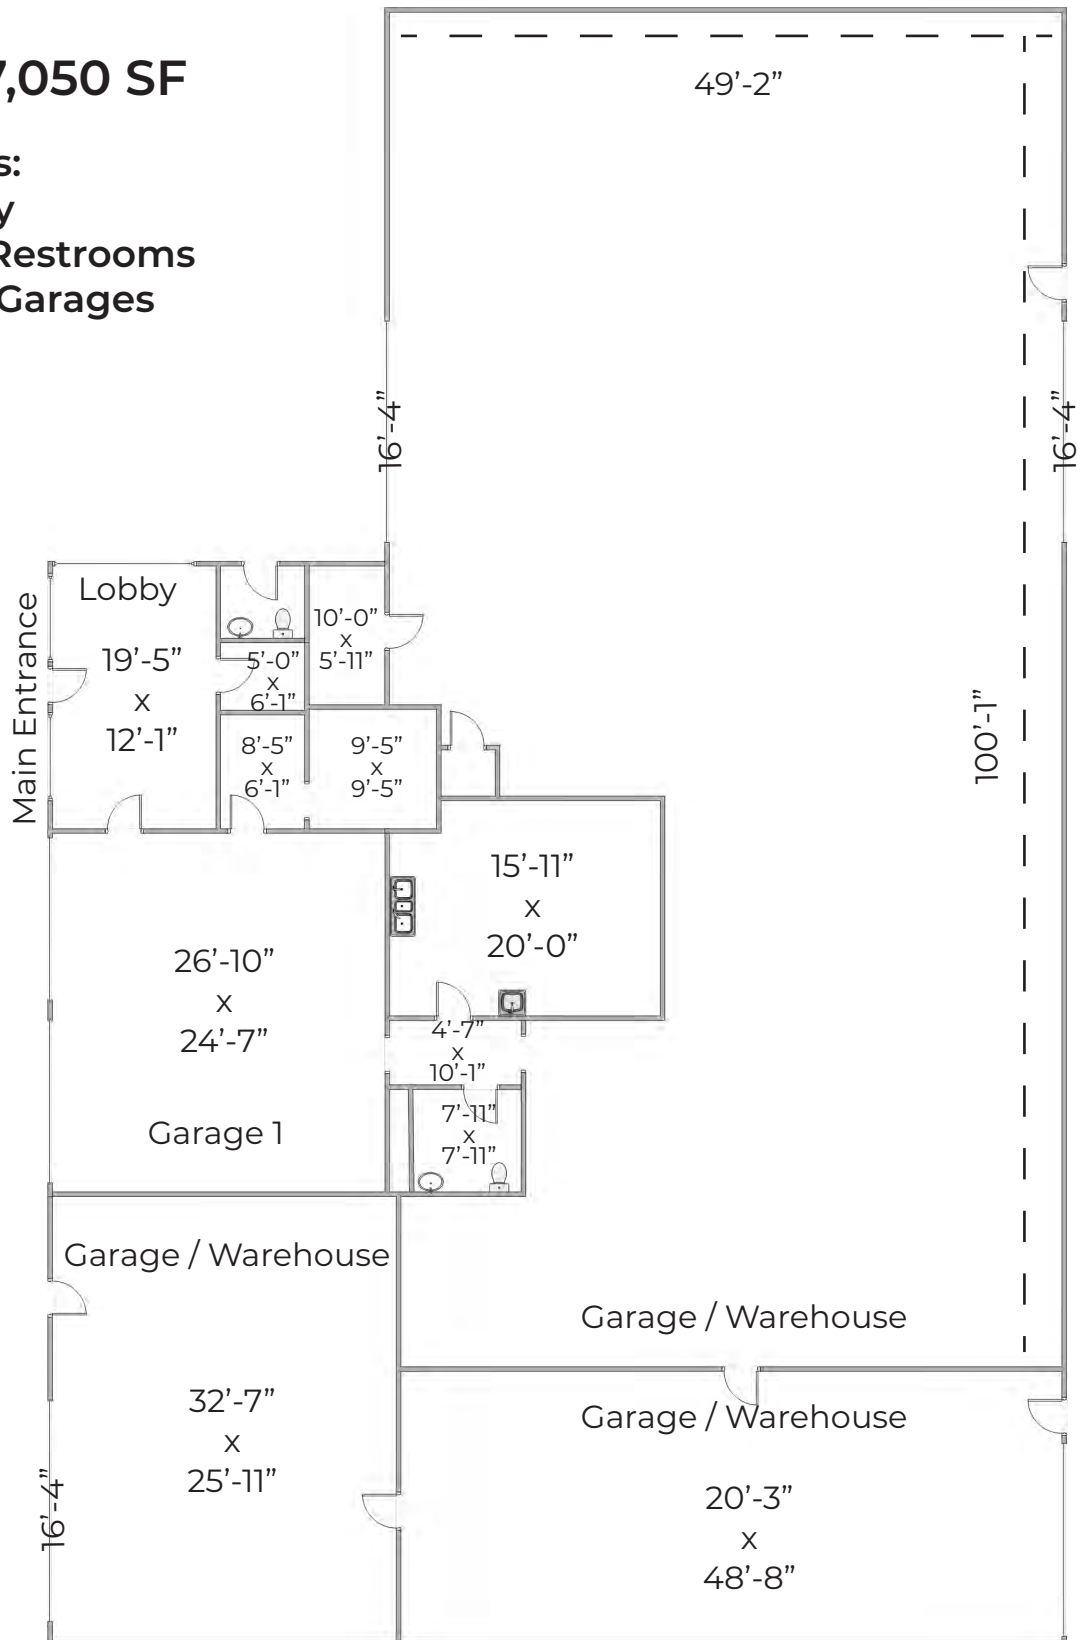 7,050 SF
s:
y
Restrooms
Garages
49’-2”
16’-4”
16’-4”
100’-1”
Main Entrance
Lobby
19’-5”
x
12’-1”
10’-0”
x
5’-11”
5’-0”
x
6’-1”
8’-5”
x
6’-1”
9’-5”
x
9’-5”
15’-11”
x
20’-0”
26’-10”
x
24’-7”
Garage 1
4’-7”
x
10’-1”
7’-11”
x
7’-11”
Garage / Warehouse
32’-7”
x
25’-11”
16’-4”
Garage / Warehouse
Garage / Warehouse
20’-3”
x
48’-8”